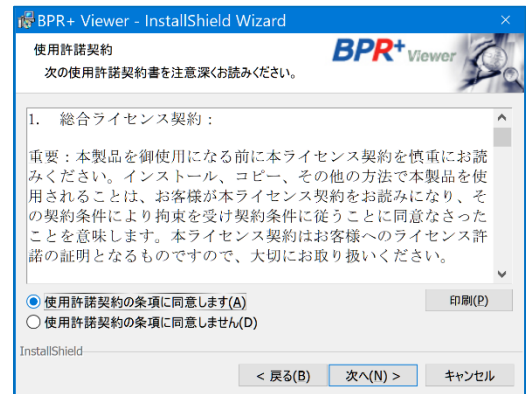 BPR+ Viewer - InstallShield Wizard
使用許諾契約
次の使用許諾契約書を注意深くお読みください。
BPR+ Viewer
1. 総合ライセンス契約：
重要：本製品を御使用になる前に本ライセンス契約を慎重にお読
みください。インストール、コピー、その他の方法で本製品を使
用されることは、お客様が本ライセンス契約をお読みになり、そ
の契約条件により拘束を受け契約条件に従うことに同意なさった
ことを意味します。本ライセンス契約はお客様へのライセンス許
諾の証明となるものですので、大切にお取り扱いください。
使用許諾契約の条項に同意します(A)
印刷(P)
使用許諾契約の条項に同意しません(D)
InstallShield
< 戻る(B) 次へ(N) > キャンセル